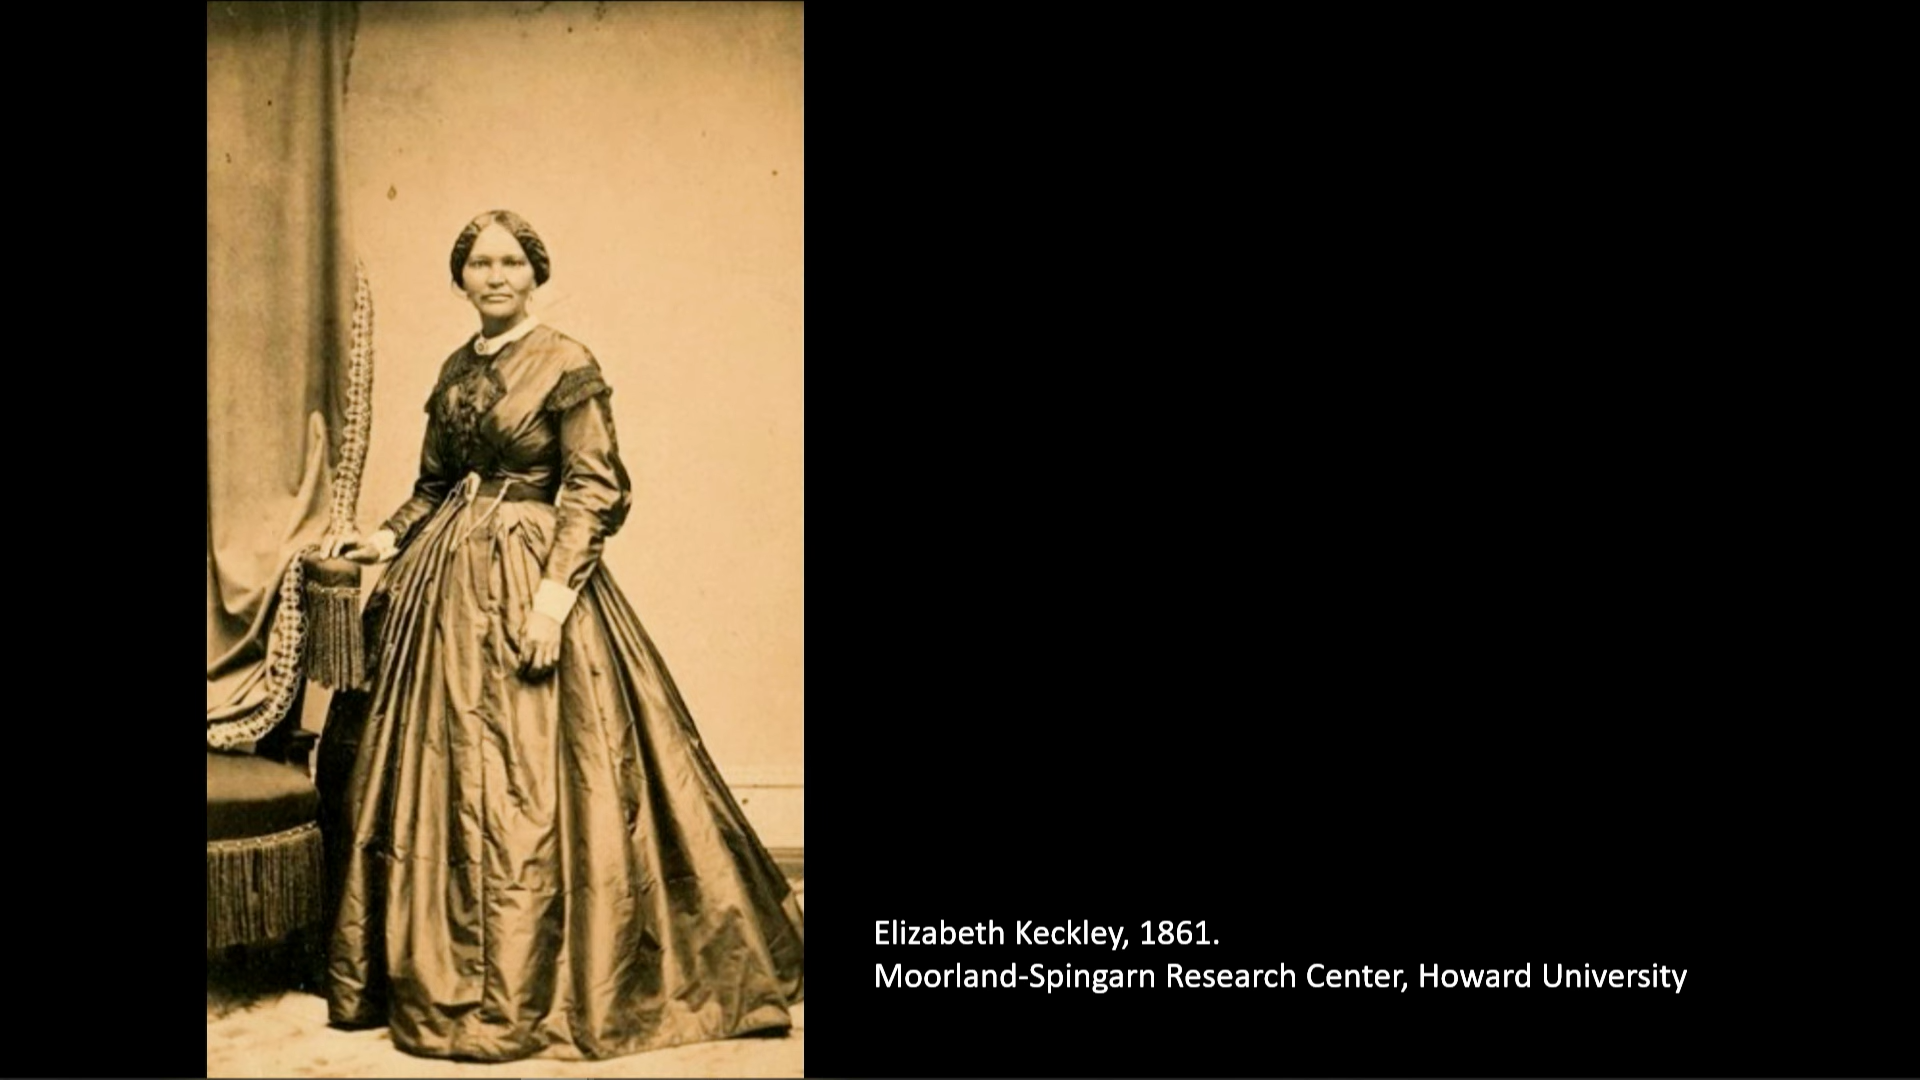 Elizabeth Keckley, 1861.
Moorland-Spingarn Research Center, Howard University